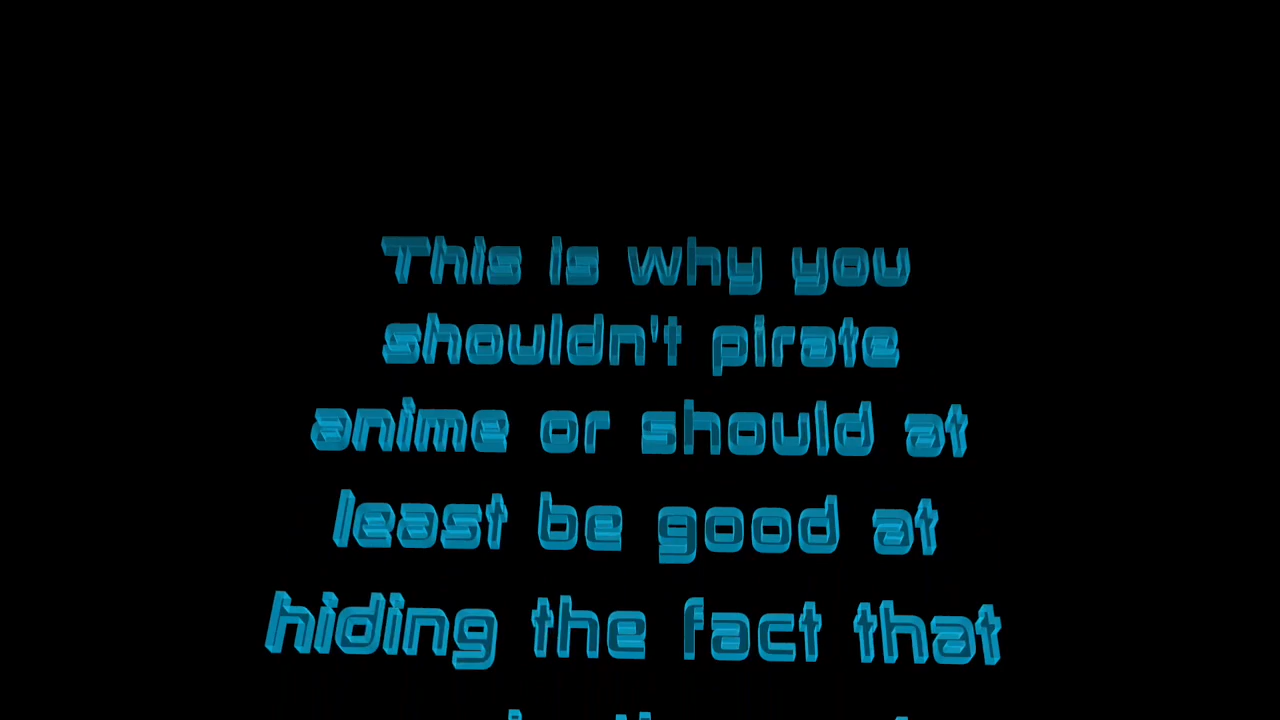 This is why you
shouldn't pirate
anime or should at
least be good at
hiding the fact that